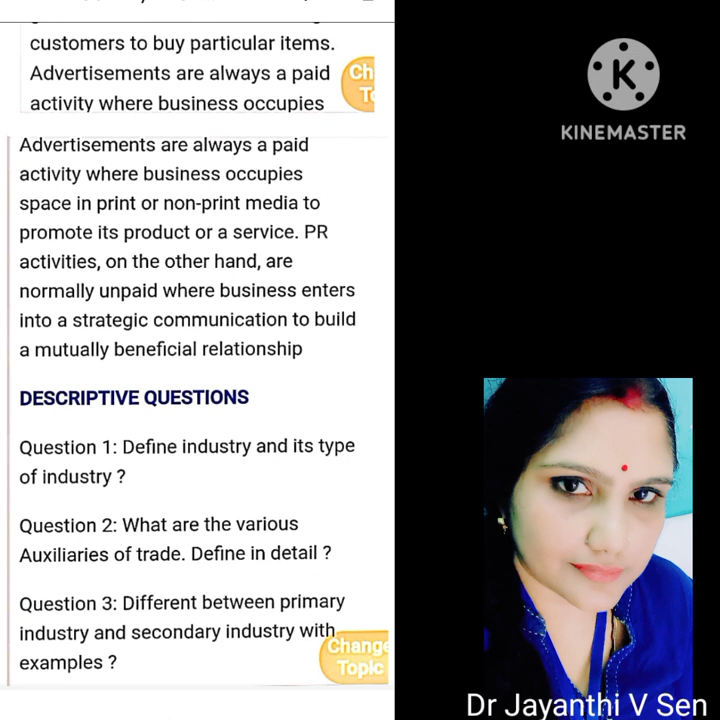 customers to buy particular items.
Advertisements are always a paid
activity where business occupies
Ch
Advertisements are always a paid
activity where business occupies
space in print or non-print media to
promote its product or a service. PR
activities, on the other hand, are
normally unpaid where business enters
into a strategic communication to build
a mutually beneficial relationship
DESCRIPTIVE QUESTIONS
Question 1: Define industry and its type
of industry ?
Question 2: What are the various
Auxiliaries of trade. Define in detail ?
Question 3: Different between primary
industry and secondary industry with
examples ?
Change
Topic
K
KINEMASTER
Dr Jayanthi V Sen